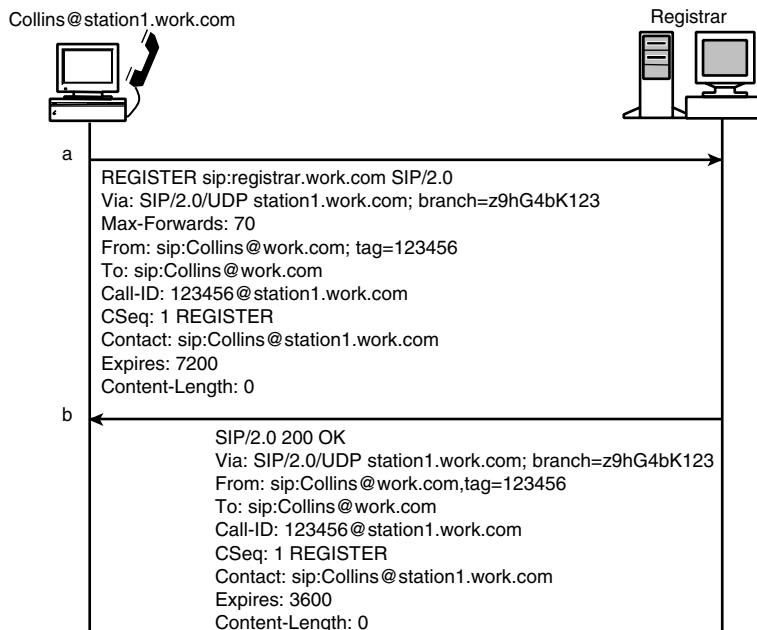 Collins@station1.work.com
Registrar
a
REGISTER sip:registrar.work.com SIP/2.0
Via: SIP/2.0/UDP station1.work.com; branch=z9hG4bK123
Max-Forwards: 70
From: sip:Collins@work.com; tag=123456
To: sip:Collins@work.com
Call-ID: 123456@station1.work.com
CSeq: 1 REGISTER
Contact: sip:Collins@station1.work.com
Expires: 7200
Content-Length: 0
b
SIP/2.0 200 OK
Via: SIP/2.0/UDP station1.work.com; branch=z9hG4bK123
From: sip:Collins@work.com,tag=123456
To: sip:Collins@work.com
Call-ID: 123456@station1.work.com
CSeq: 1 REGISTER
Contact: sip:Collins@station1.work.com
Expires: 3600
Content-Length: 0